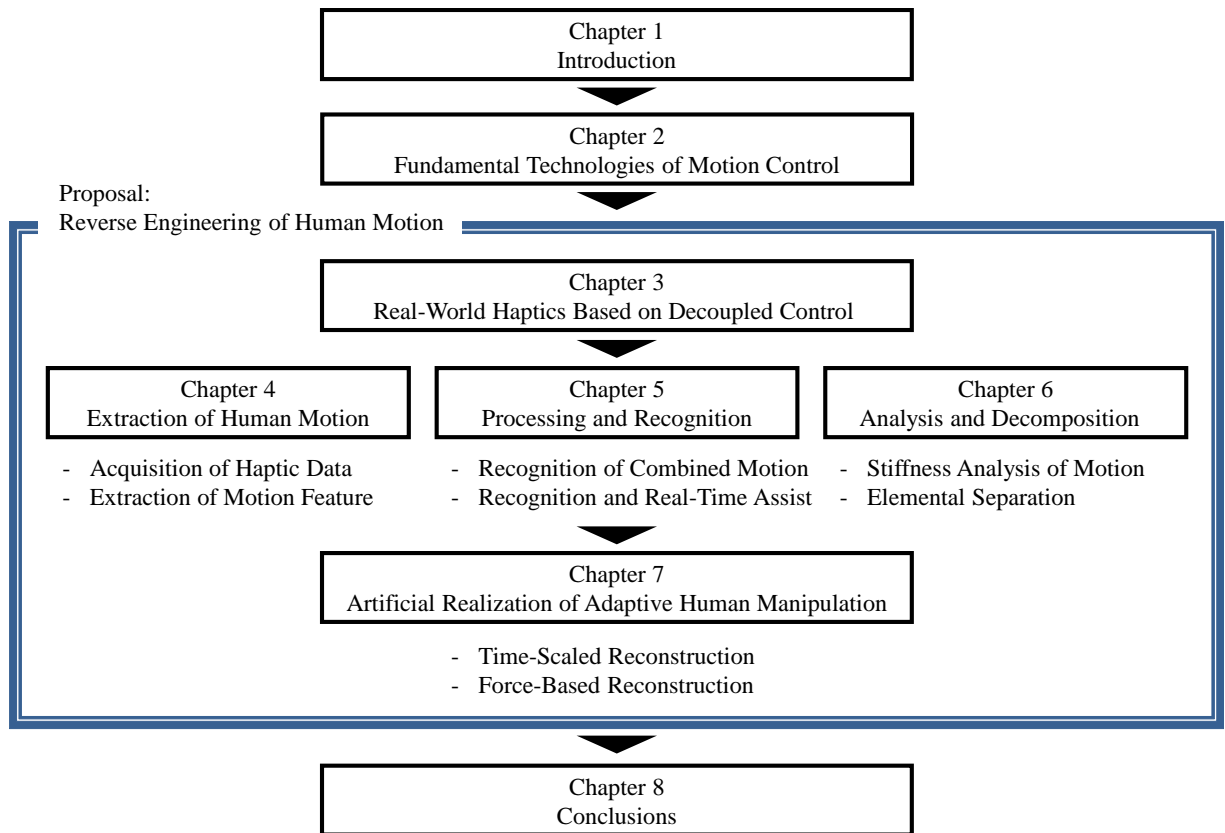 Chapter 1
Introduction
Chapter 2
Fundamental Technologies of Motion Control
Proposal:
Reverse Engineering of Human Motion
Chapter 3
Real-World Haptics Based on Decoupled Control
Chapter 4
Extraction of Human Motion
- Acquisition of Haptic Data
- Extraction of Motion Feature
Chapter 5
Processing and Recognition
- Recognition of Combined Motion
- Recognition and Real-Time Assist
Chapter 6
Analysis and Decomposition
- Stiffness Analysis of Motion
- Elemental Separation
Chapter 7
Artificial Realization of Adaptive Human Manipulation
- Time-Scaled Reconstruction
- Force-Based Reconstruction
Chapter 8
Conclusions